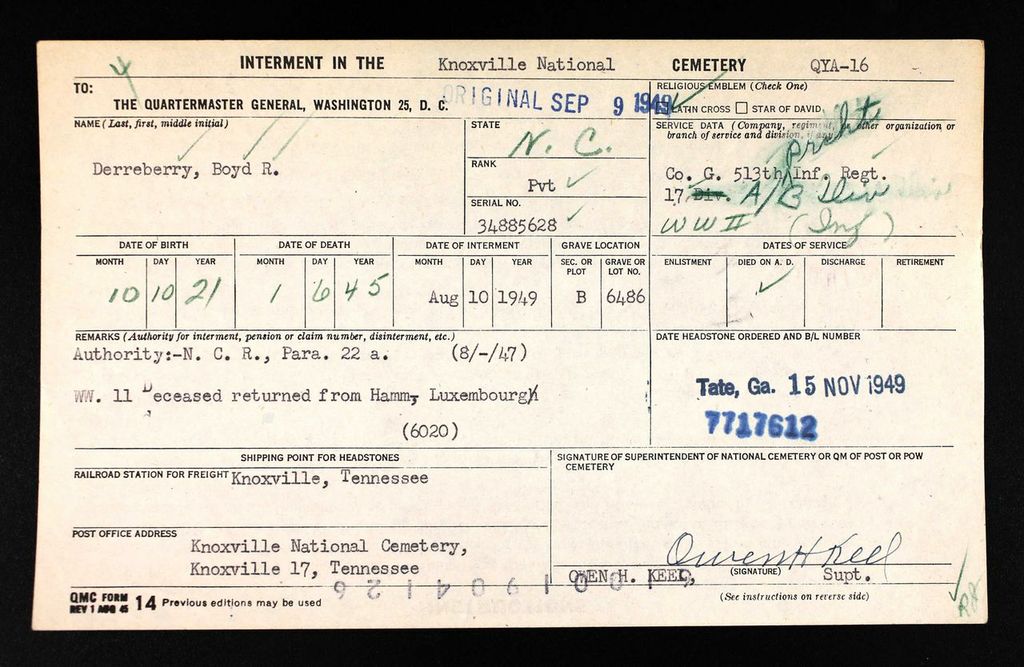 4
INTERMENT IN THE Knoxville National CEMETERY QYA-16
TO:
THE QUARTERMASTER GENERAL, WASHINGTON 25, D. C.
ORIGINAL SEP 9 1949
RELIGIOUS EMBLEM (Check One)
LATIN CROSS STAR OF DAVID
NAME (Last, first, middle initial)
Derreberry, Boyd R.
STATE
N. C.
RANK
Pvt
SERIAL NO.
34885628
SERVICE DATA (Company, regiment, other organization or
branch of service and division, if any)
Prcht
Co. G. 513th Inf. Regt.
17 Div. A/B Div
WW II (Inf)
DATE OF BIRTH
MONTH DAY YEAR
10 10 21
DATE OF DEATH
MONTH DAY YEAR
1 6 45
DATE OF INTERMENT
MONTH DAY YEAR
Aug 10 1949
GRAVE LOCATION
SEC. OR PLOT GRAVE OR LOT NO.
B 6486
DATES OF SERVICE
ENLISTMENT DIED ON A. D. DISCHARGE RETIREMENT
REMARKS (Authority for interment, pension or claim number, disinterment, etc.)
Authority:-N. C. R., Para. 22 a. (8/-/47)
WW. 11 Deceased returned from Hamm, Luxembourgh
(6020)
DATE HEADSTONE ORDERED AND B/L NUMBER
Tate, Ga. 15 NOV 1949
7717612
SHIPPING POINT FOR HEADSTONES
RAILROAD STATION FOR FREIGHT Knoxville, Tennessee
POST OFFICE ADDRESS
Knoxville National Cemetery,
Knoxville 17, Tennessee
SIGNATURE OF SUPERINTENDENT OF NATIONAL CEMETERY OR QM OF POST OR POW
CEMETERY
Owen H Keel
OWEN H. KEEL, (SIGNATURE) Supt.
(See instructions on reverse side)
QMC FORM
REV 1 AUG 45 14 Previous editions may be used